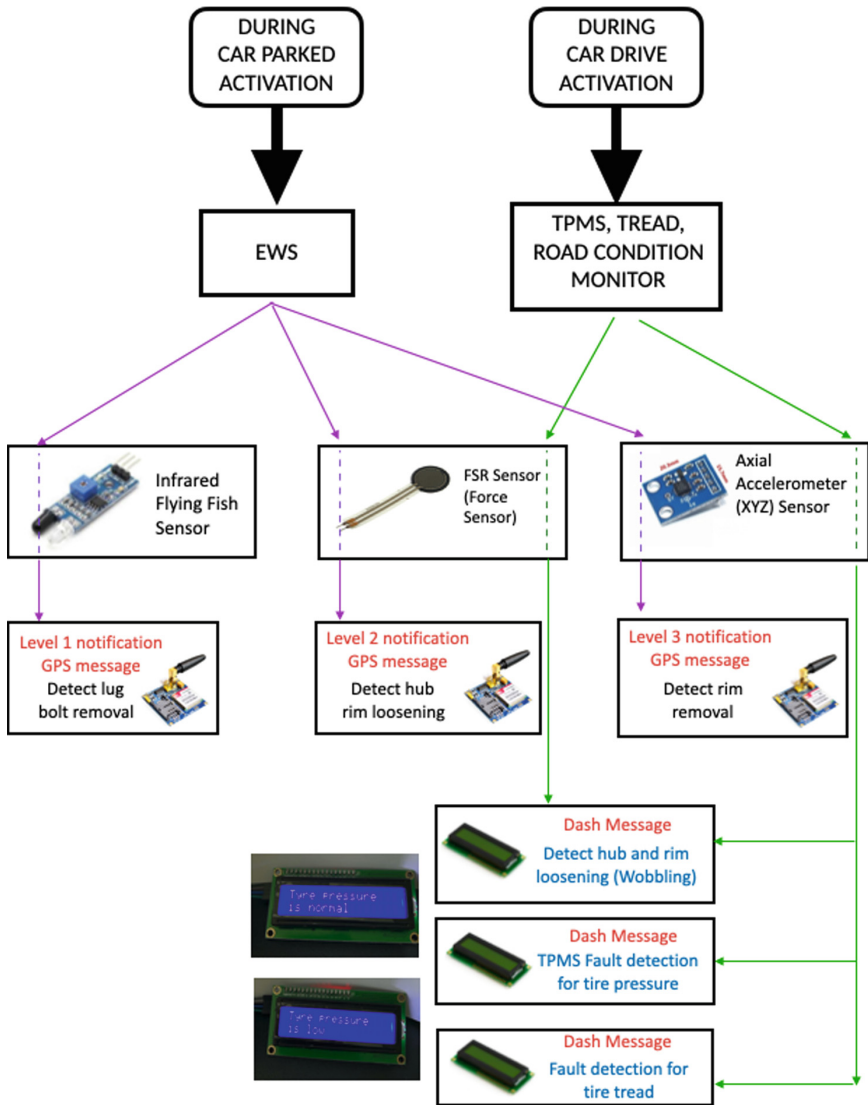 DURING
CAR PARKED
ACTIVATION
DURING
CAR DRIVE
ACTIVATION
EWS
TPMS, TREAD,
ROAD CONDITION
MONITOR
Infrared
Flying Fish
Sensor
FSR Sensor
(Force
Sensor)
Axial
Accelerometer
(XYZ) Sensor
Level 1 notification
GPS message
Detect lug
bolt removal
Level 2 notification
GPS message
Detect hub
rim loosening
Level 3 notification
GPS message
Detect rim
removal
Dash Message
Detect hub and rim
loosening (Wobbling)
Tyre pressure
is normal
Dash Message
TPMS Fault detection
for tire pressure
Tyre pressure
is low
Dash Message
Fault detection for
tire tread